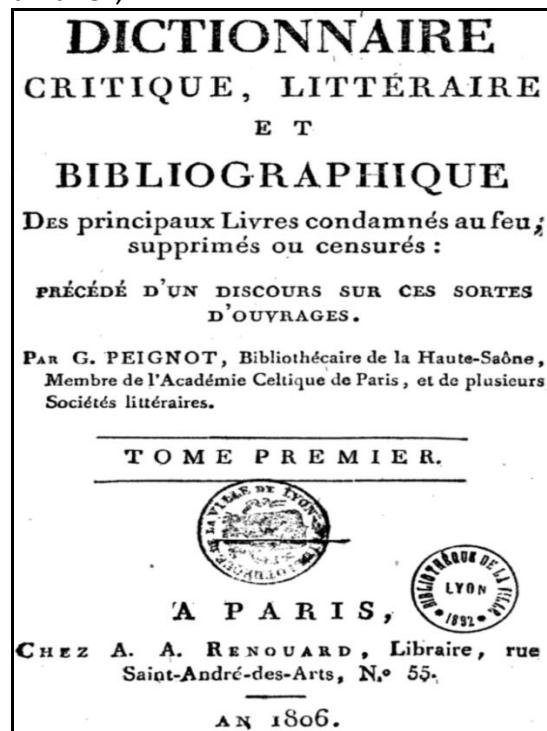 DICTIONNAIRE
CRITIQUE, LITTÉRAIRE
ET
BIBLIOGRAPHIQUE
Des principaux Livres condamnés au feu,
supprimés ou censurés :
PRÉCÉDÉ D'UN DISCOURS SUR CES SORTES
D'OUVRAGES.
PAR G. PEIGNOT, Bibliothécaire de la Haute-Saône,
Membre de l'Académie Celtique de Paris, et de plusieurs
Sociétés littéraires.
TOME PREMIER.
DE LA VILLE DE LYON
BIBLIOTHÈQUE DE LA VILLE
LYON
1892
A PARIS,
CHEZ A. A. RENOUARD, Libraire, rue
Saint-André-des-Arts, N.º 55.
AN 1806.